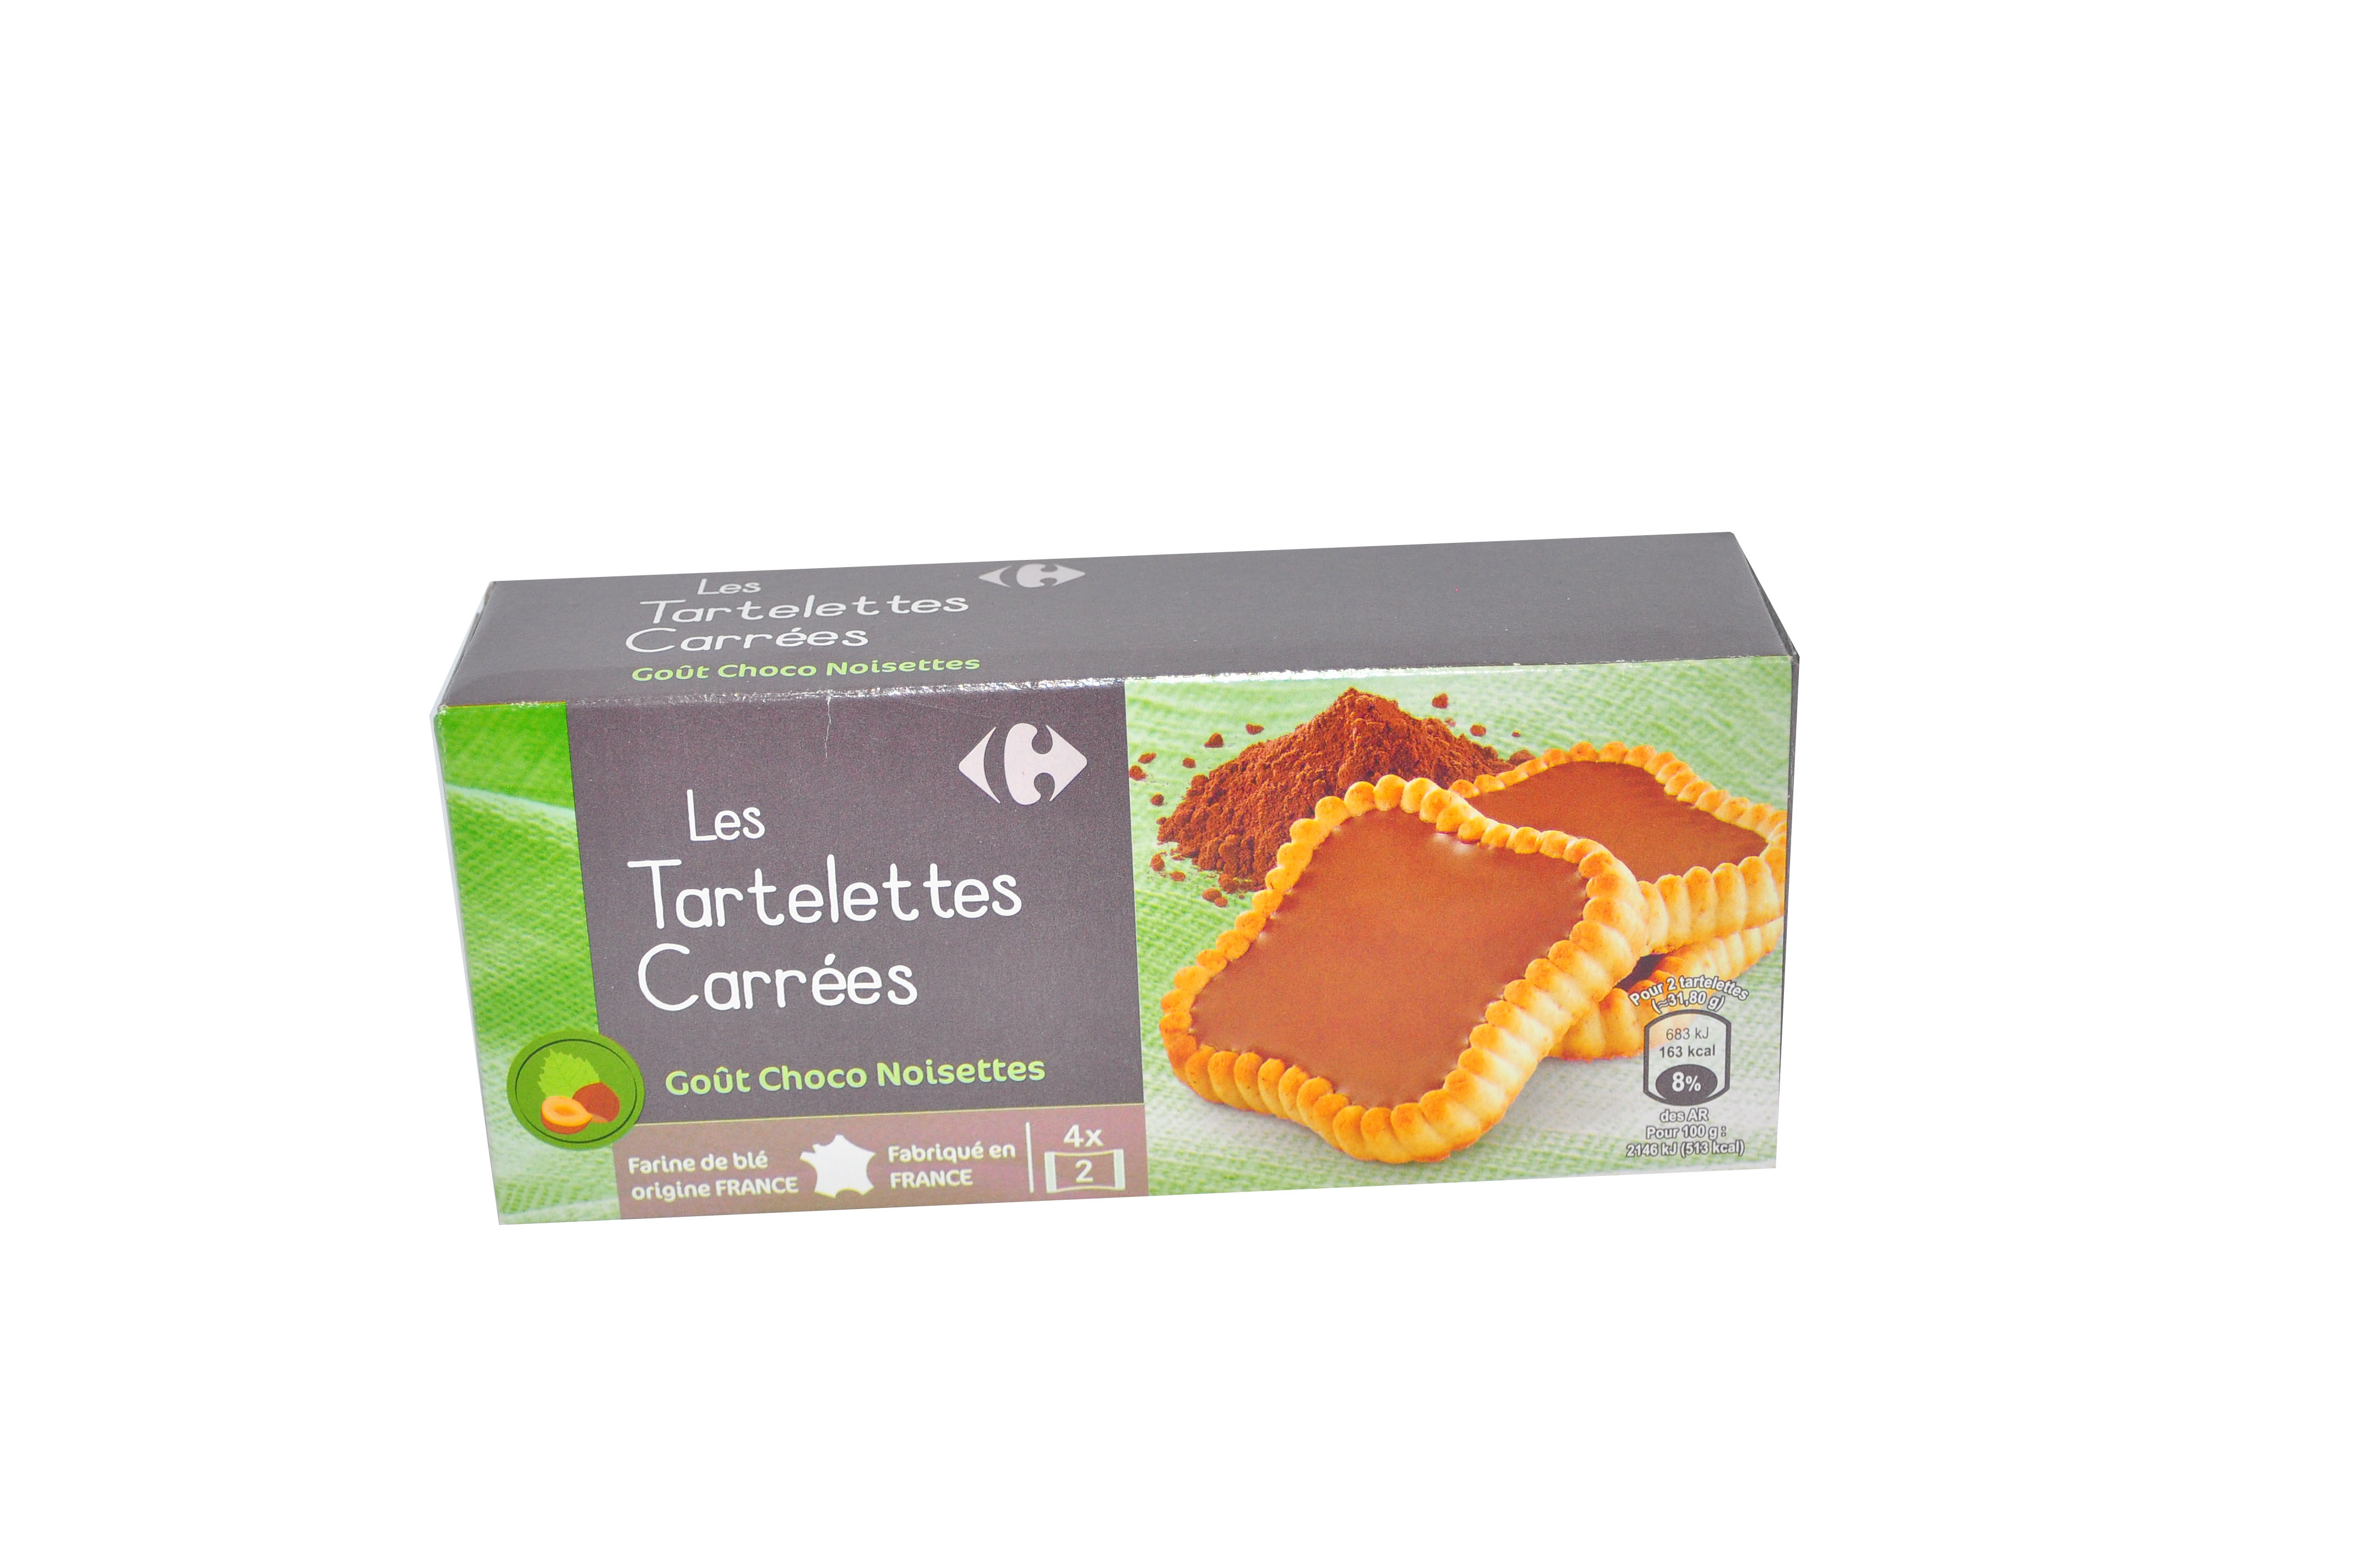 Les
Tartelettes
Carrées
Goût Choco Noisettes
Les
Tartelettes
Carrées
Goût Choco Noisettes
Farine de blé
origine FRANCE
Fabriqué en
FRANCE
4x
2
Pour 2 tartelettes
(≈31,80 g)
683 kJ
163 kcal
8%
des AR
Pour 100 g :
2146 kJ (513 kcal)